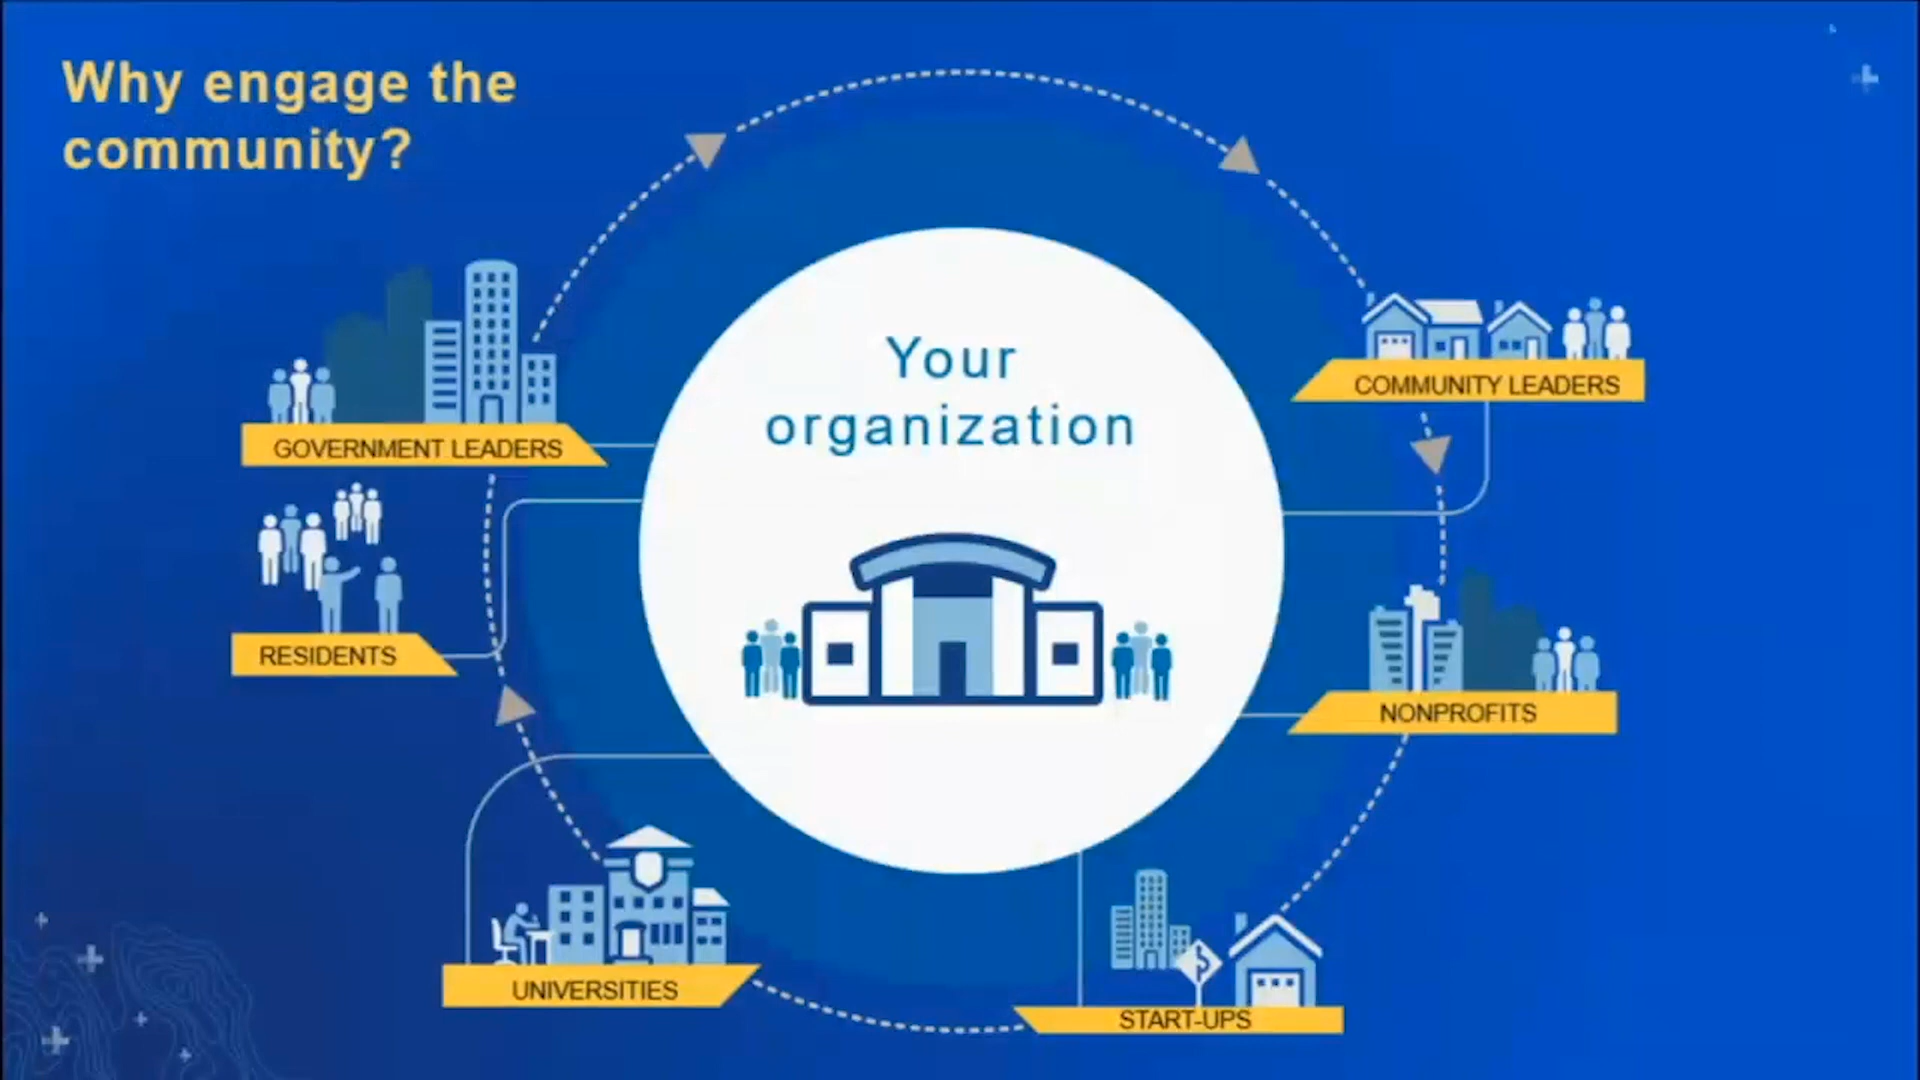 Why engage the
community?
Your
organization
GOVERNMENT LEADERS
COMMUNITY LEADERS
RESIDENTS
NONPROFITS
UNIVERSITIES
START-UPS